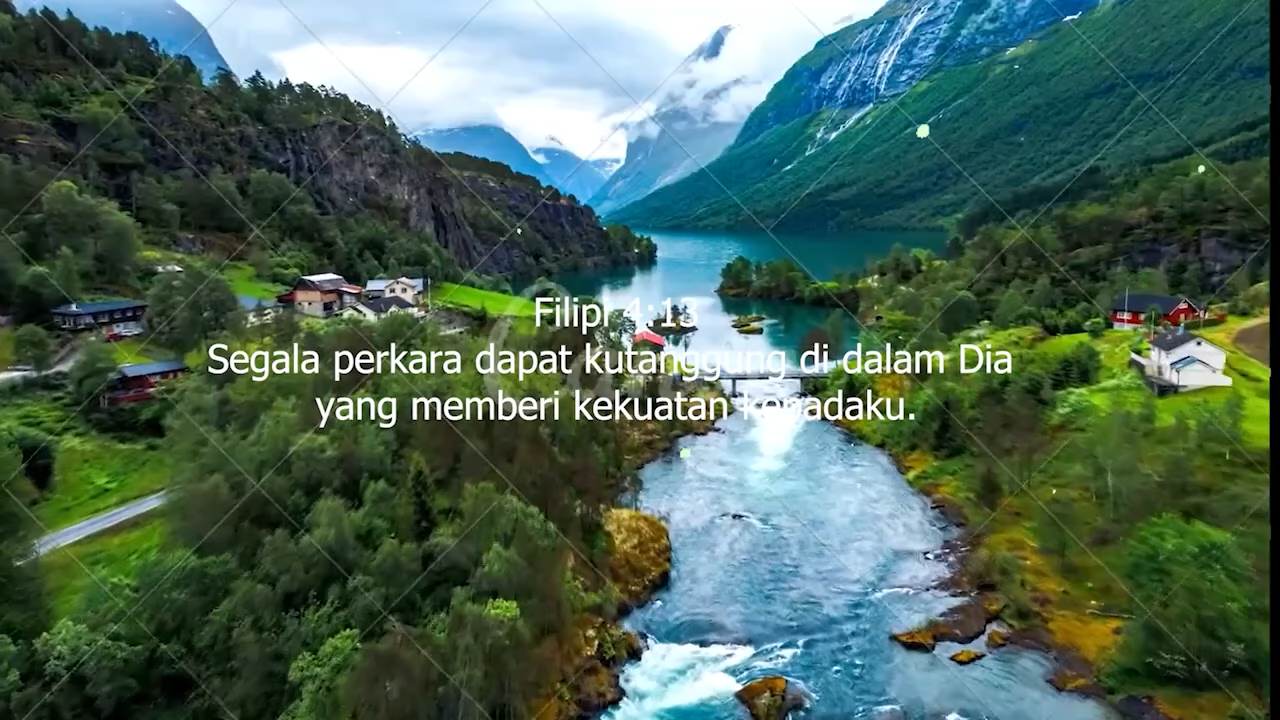 Filipi 4:13
Segala perkara dapat kutanggung di dalam Dia
yang memberi kekuatan kepadaku.